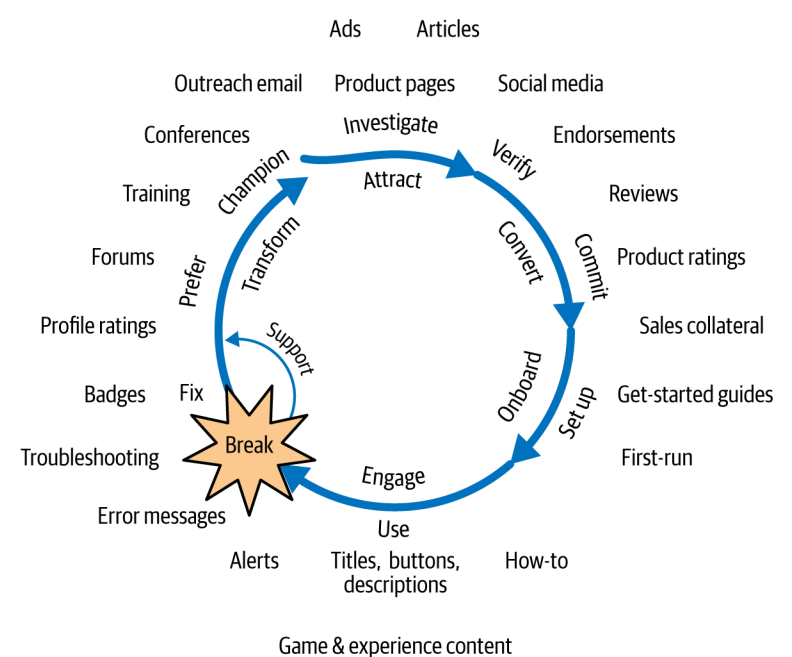 Ads
Articles
Outreach email
Product pages
Social media
Conferences
Investigate
Endorsements
Champion
Attract
Verify
Training
Reviews
Forums
Prefer
Transform
Convert
Commit
Product ratings
Profile ratings
Support
Sales collateral
Badges
Fix
Onboard
Set up
Get-started guides
Troubleshooting
Break
Engage
First-run
Error messages
Use
Alerts
Titles, buttons,
descriptions
How-to
Game & experience content